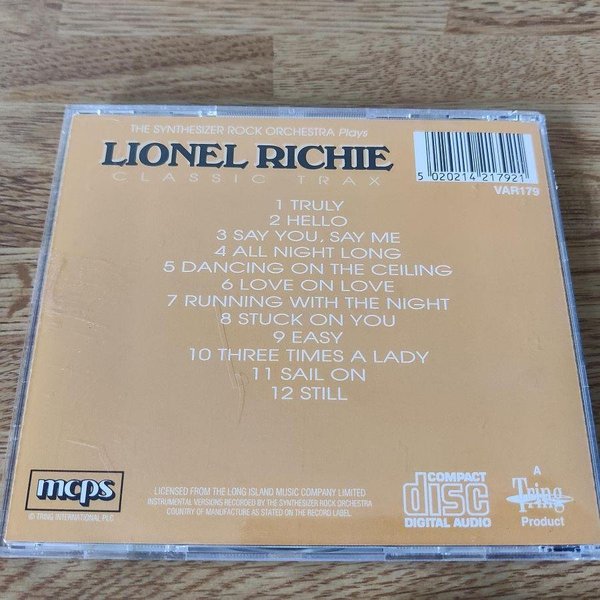 THE SYNTHESIZER ROCK ORCHESTRA Plays
LIONEL RICHIE
CLASSIC TRAX
5 020214 217921
VAR179
1 TRULY
2 HELLO
3 SAY YOU, SAY ME
4 ALL NIGHT LONG
5 DANCING ON THE CEILING
6 LOVE ON LOVE
7 RUNNING WITH THE NIGHT
8 STUCK ON YOU
9 EASY
10 THREE TIMES A LADY
11 SAIL ON
12 STILL
mcps
© TRING INTERNATIONAL PLC
LICENSED FROM THE LONG ISLAND MUSIC COMPANY LIMITED
INSTRUMENTAL VERSIONS RECORDED BY THE SYNTHESIZER ROCK ORCHESTRA
COUNTRY OF MANUFACTURE AS STATED ON THE RECORD LABEL
COMPACT
disc
DIGITAL AUDIO
A
Tring
Product